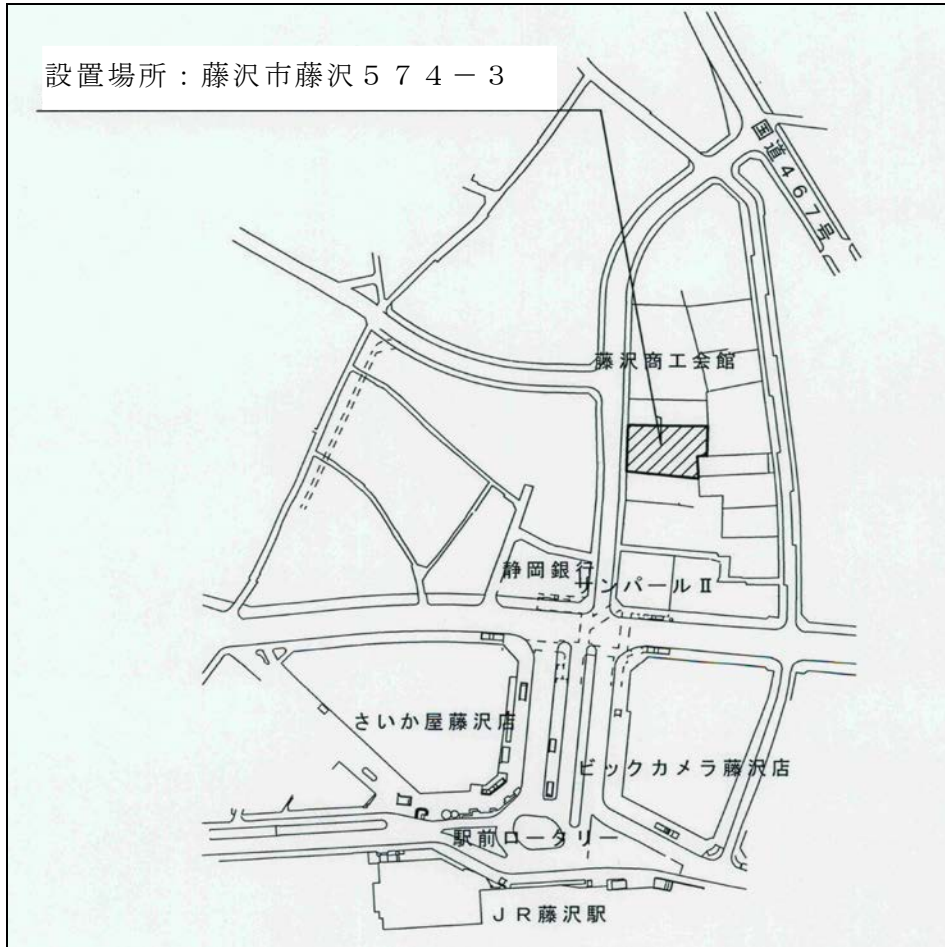 設置場所：藤沢市藤沢５７４－３
国道４６７号
藤沢商工会館
静岡銀行
サンパールⅡ
さいか屋藤沢店
ビックカメラ藤沢店
駅前ロータリー
ＪＲ藤沢駅